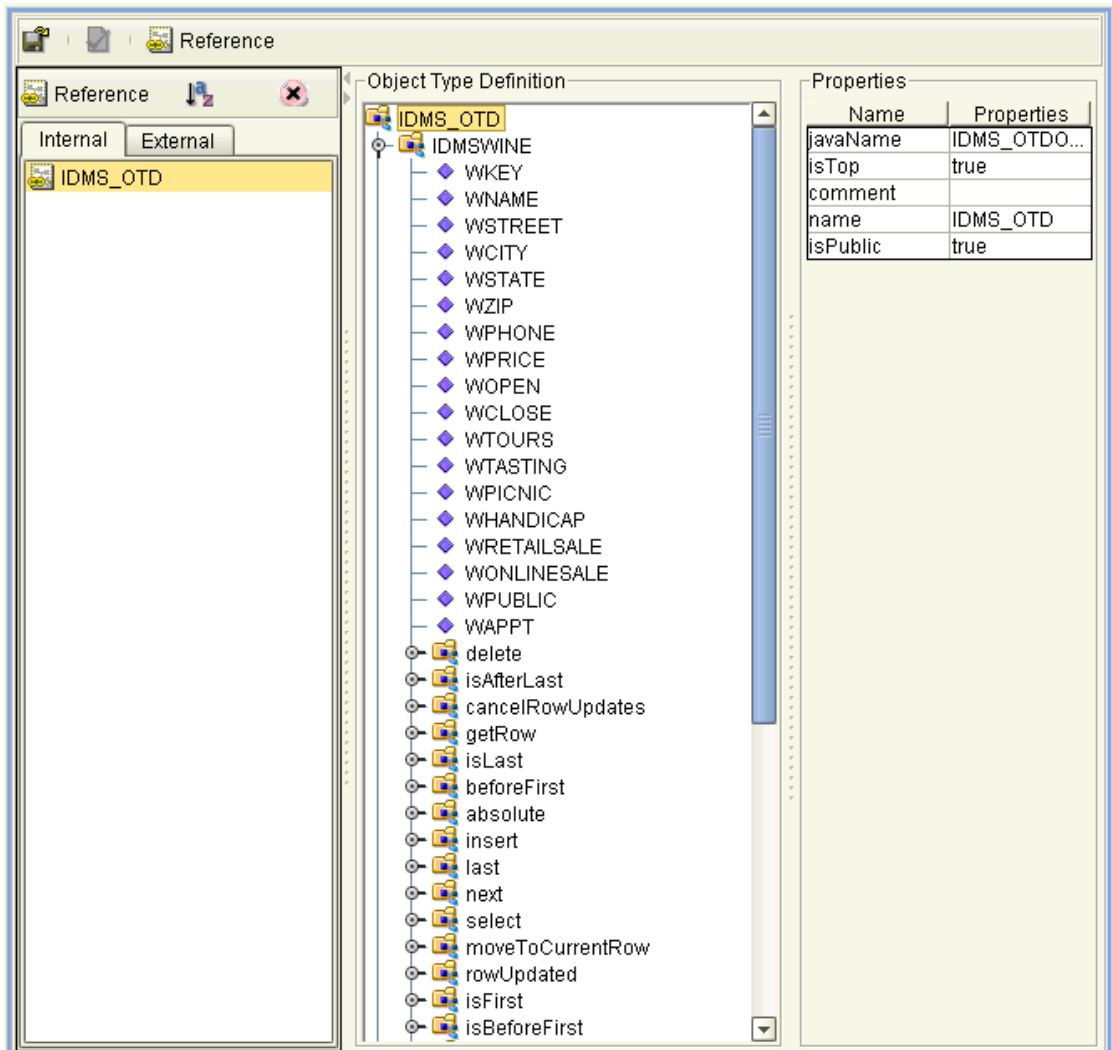 Reference
Reference
Internal External
IDMS_OTD
Object Type Definition
IDMS_OTD
IDMSWINE
WKEY
WNAME
WSTREET
WCITY
WSTATE
WZIP
WPHONE
WPRICE
WOPEN
WCLOSE
WTOURS
WTASTING
WPICNIC
WHANDICAP
WRETAILSALE
WONLINESALE
WPUBLIC
WAPPT
delete
isAfterLast
cancelRowUpdates
getRow
isLast
beforeFirst
absolute
insert
last
next
select
moveToCurrentRow
rowUpdated
isFirst
isBeforeFirst
Properties
Name Properties
javaName IDMS_OTDO...
isTop true
comment
name IDMS_OTD
isPublic true